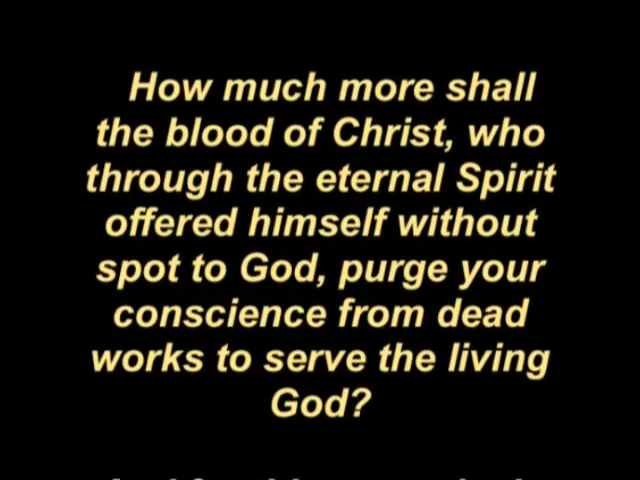 How much more shall
the blood of Christ, who
through the eternal Spirit
offered himself without
spot to God, purge your
conscience from dead
works to serve the living
God?